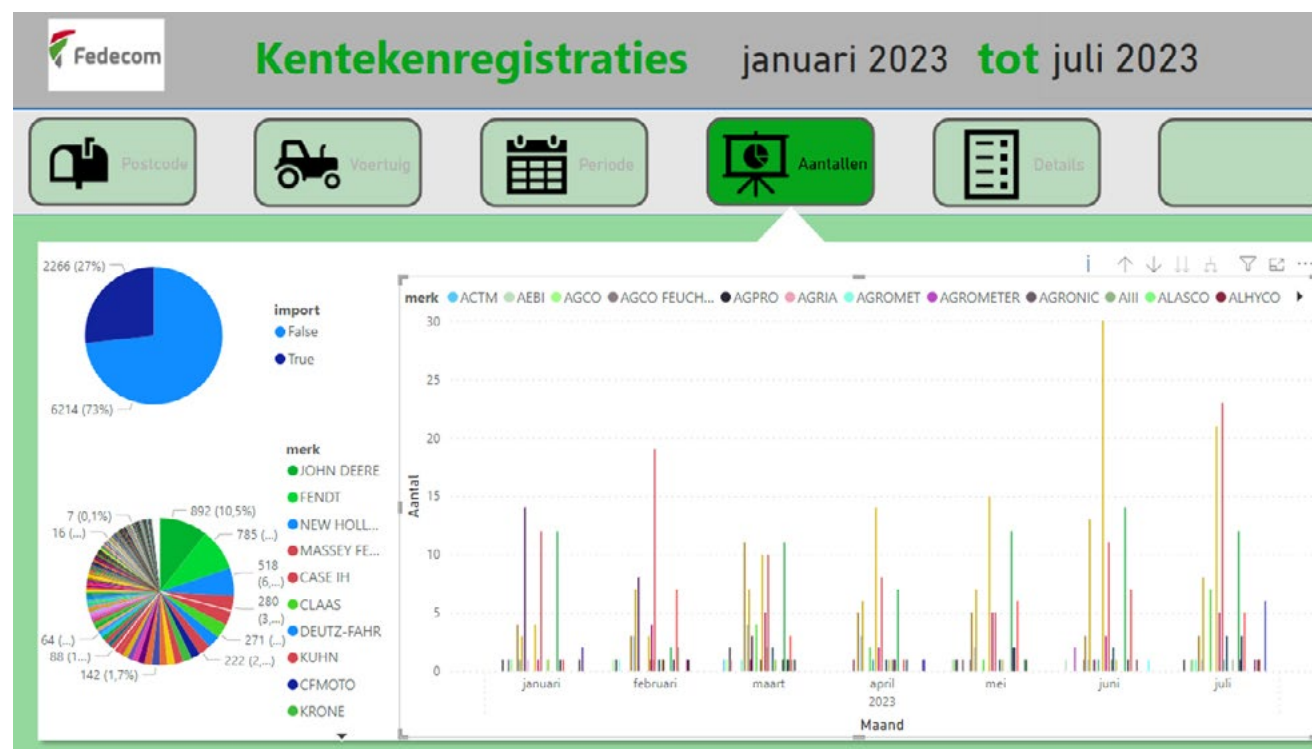 Fedecom
Kentekenregistraties januari 2023 tot juli 2023
Postcode
Voertuig
Periode
Aantallen
Details
2266 (27%)
6214 (73%)
import
False
True
merk
JOHN DEERE
FENDT
NEW HOLL...
MASSEY FE...
CASE IH
CLAAS
DEUTZ-FAHR
KUHN
CFMOTO
KRONE
7 (0,1%)
16 (...)
892 (10,5%)
785 (...)
518
(6,...)
280
(3,...)
271 (...)
222 (2,...)
142 (1,7%)
88 (1...)
64 (...)
merk ACTM AEBI AGCO AGCO FEUCH... AGPRO AGRIA AGROMET AGROMETER AGRONIC AIII ALASCO ALHYCO
30
25
20
15
10
5
0
Aantal
januari februari maart april mei juni juli
2023
Maand